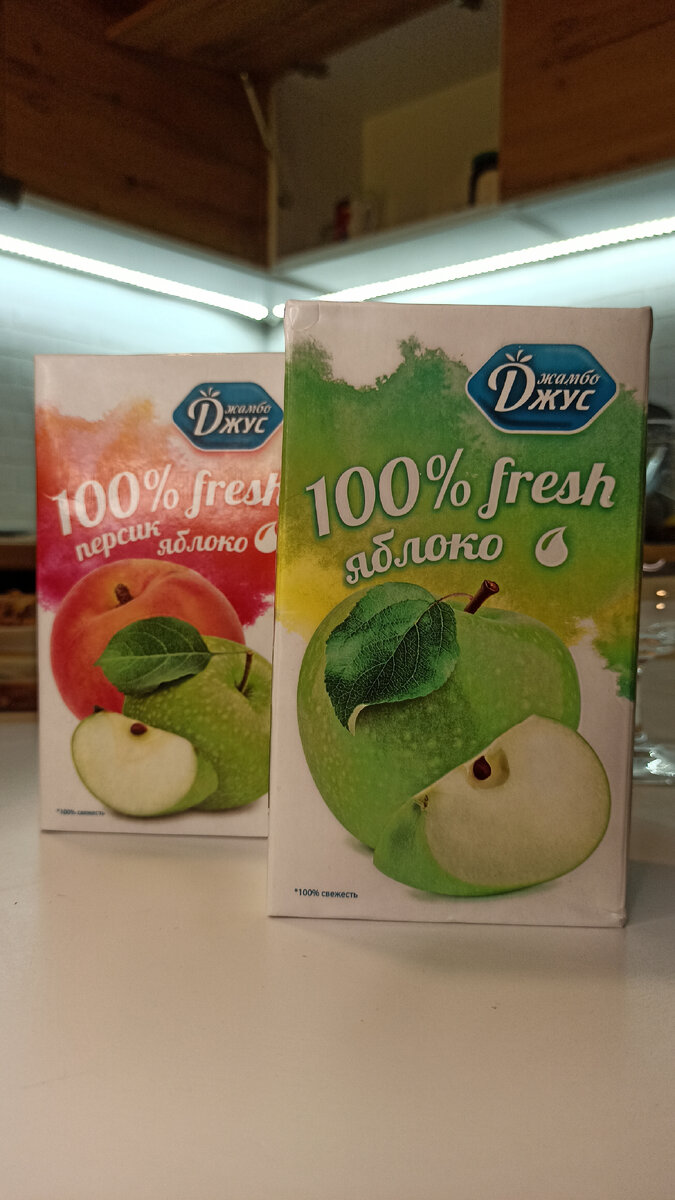 Джамбо
Джус
100% fresh
персик яблоко
*100% свежесть
Джамбо
Джус
100% fresh
яблоко
*100% свежесть